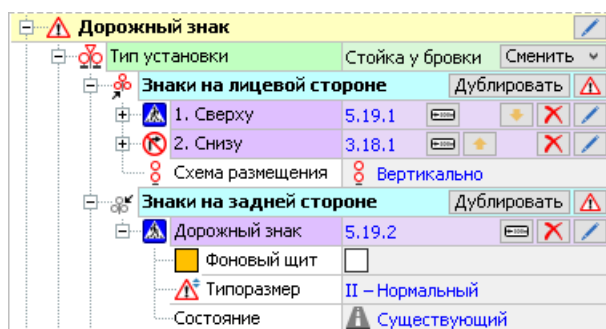 Дорожный знак
Тип установки Стойка у бровки Сменить
Знаки на лицевой стороне Дублировать
1. Сверху 5.19.1
2. Снизу 3.18.1
Схема размещения Вертикально
Знаки на задней стороне Дублировать
Дорожный знак 5.19.2
Фоновый щит
Типоразмер II – Нормальный
Состояние Существующий